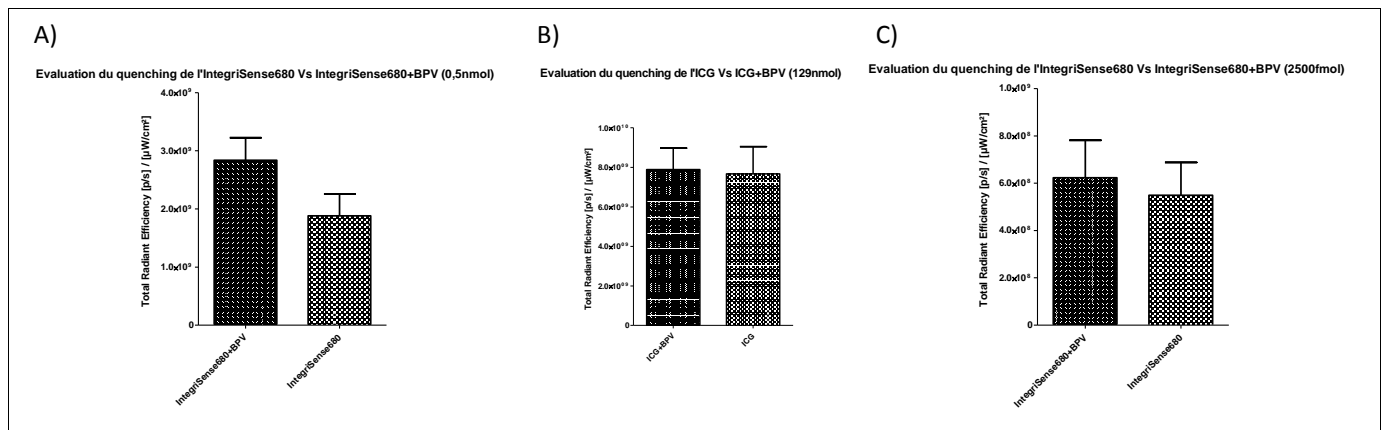 A)
Evaluation du quenching de l'IntegriSense680 Vs IntegriSense680+BPV (0,5nmol)
Total Radiant Efficiency [p/s] / [µW/cm²]
4.0x10⁹
3.0x10⁹
2.0x10⁹
1.0x10⁹
0
IntegriSense680+BPV
IntegriSense680
B)
Evaluation du quenching de l'ICG Vs ICG+BPV (129nmol)
Total Radiant Efficiency [p/s] / [µW/cm²]
1.0x10¹⁰
8.0x10⁰⁹
6.0x10⁰⁹
4.0x10⁰⁹
2.0x10⁰⁹
0
ICG+BPV
ICG
C)
Evaluation du quenching de l'IntegriSense680 Vs IntegriSense680+BPV (2500fmol)
Total Radiant Efficiency [p/s] / [µW/cm²]
1.0x10⁹
8.0x10⁸
6.0x10⁸
4.0x10⁸
2.0x10⁸
0
IntegriSense680+BPV
IntegriSense680